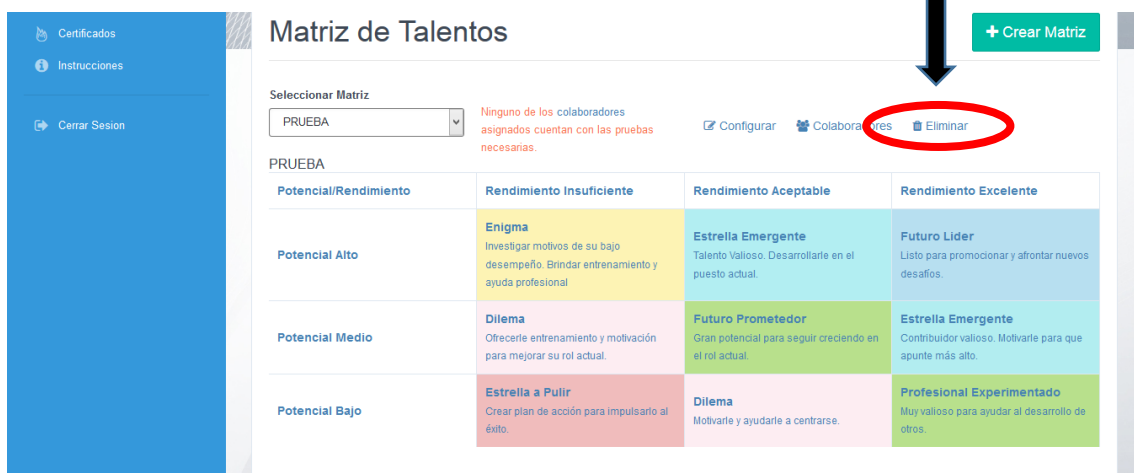 Certificados
Instrucciones
Cerrar Sesion
Matriz de Talentos
+ Crear Matriz
Seleccionar Matriz
PRUEBA
Ninguno de los colaboradores
asignados cuentan con las pruebas
necesarias.
Configurar
Colaboradores
Eliminar
PRUEBA
Potencial/Rendimiento
Rendimiento Insuficiente
Rendimiento Aceptable
Rendimiento Excelente
Potencial Alto
Enigma
Investigar motivos de su bajo
desempeño. Brindar entrenamiento y
ayuda profesional
Estrella Emergente
Talento Valioso. Desarrollarle en el
puesto actual.
Futuro Lider
Listo para promocionar y afrontar nuevos
desafíos.
Potencial Medio
Dilema
Ofrecerle entrenamiento y motivación
para mejorar su rol actual.
Futuro Prometedor
Gran potencial para seguir creciendo en
el rol actual.
Estrella Emergente
Contribuidor valioso. Motivarle para que
apunte más alto.
Potencial Bajo
Estrella a Pulir
Crear plan de acción para impulsarlo al
éxito.
Dilema
Motivarle y ayudarle a centrarse.
Profesional Experimentado
Muy valioso para ayudar al desarrollo de
otros.